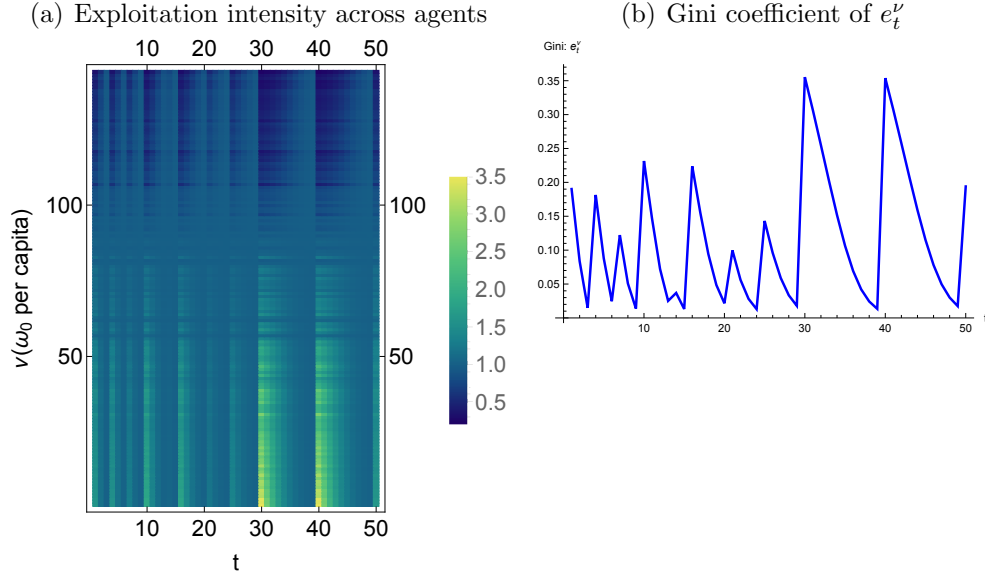 (a) Exploitation intensity across agents
10 20 30 40 50
100 100
50 50
10 20 30 40 50
t
ν(ω₀ per capita)
3.5
3.0
2.5
2.0
1.5
1.0
0.5
(b) Gini coefficient of eₜ^ν
Gini: eₜ^ν
0.35
0.30
0.25
0.20
0.15
0.10
0.05
10 20 30 40 50
t